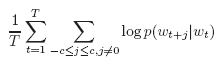 \frac{1}{T} \sum_{t=1}^{T} \sum_{-c \leq j \leq c, j \neq 0} \log p(w_{t+j} | w_t)